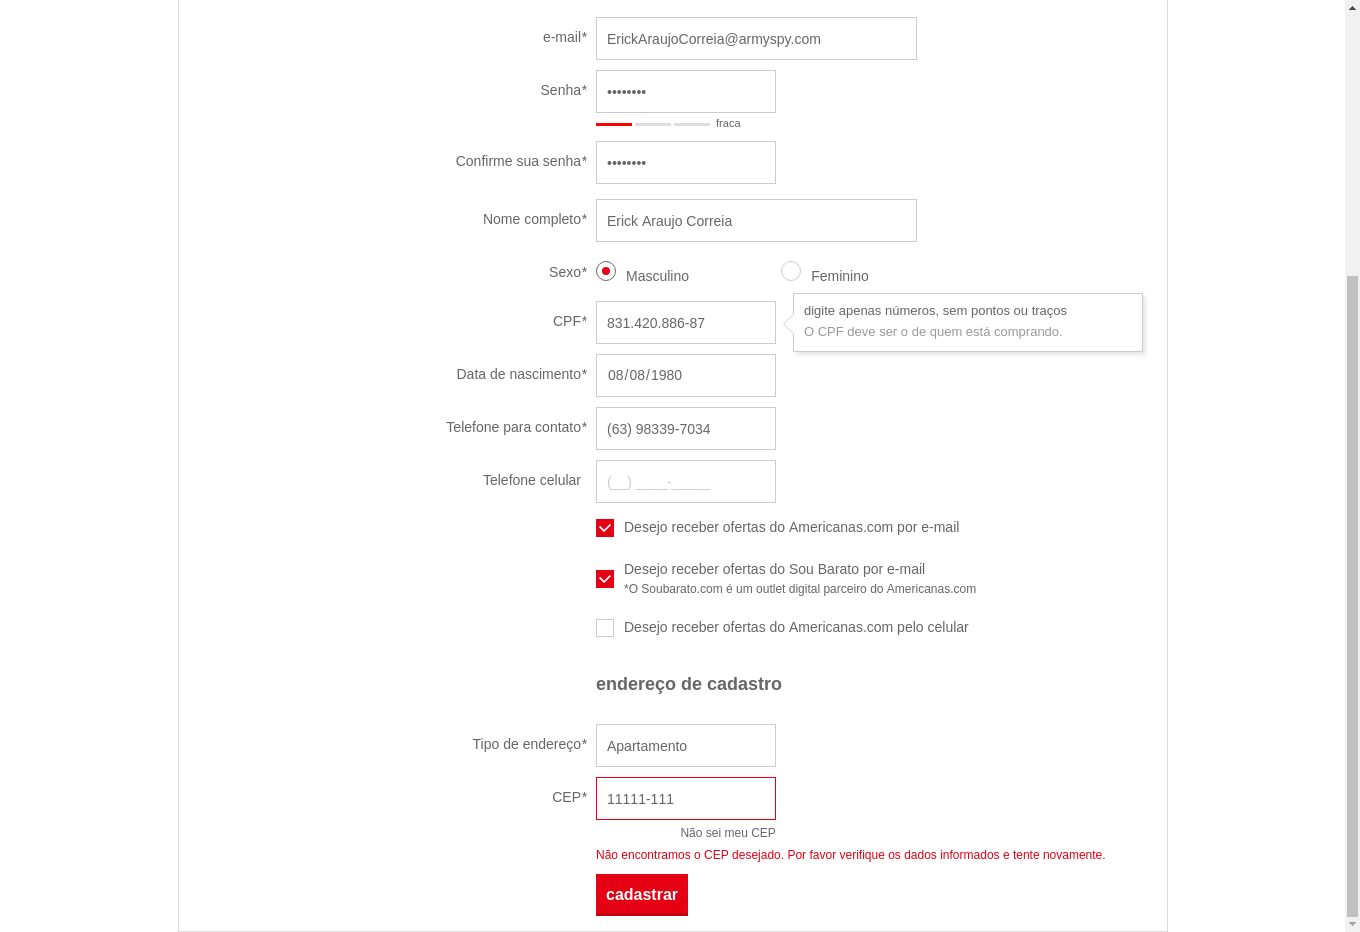 e-mail* ErickAraujoCorreia@armyspy.com
Senha* ••••••••
fraca
Confirme sua senha* ••••••••
Nome completo* Erick Araujo Correia
Sexo* Masculino Feminino
CPF* 831.420.886-87
digite apenas números, sem pontos ou traços
O CPF deve ser o de quem está comprando.
Data de nascimento* 08/08/1980
Telefone para contato* (63) 98339-7034
Telefone celular (__) ____-_____
Desejo receber ofertas do Americanas.com por e-mail
Desejo receber ofertas do Sou Barato por e-mail
*O Soubarato.com é um outlet digital parceiro do Americanas.com
Desejo receber ofertas do Americanas.com pelo celular
endereço de cadastro
Tipo de endereço* Apartamento
CEP* 11111-111
Não sei meu CEP
Não encontramos o CEP desejado. Por favor verifique os dados informados e tente novamente.
cadastrar